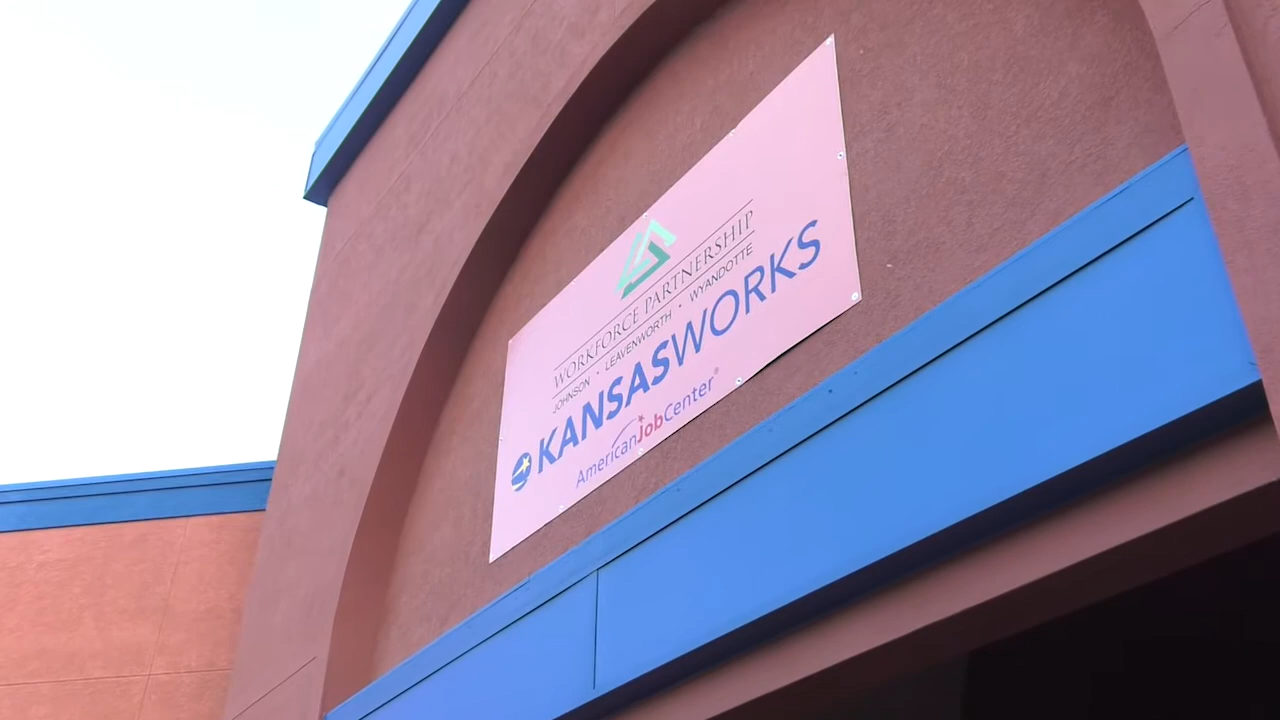 WORKFORCE PARTNERSHIP
JOHNSON • LEAVENWORTH • WYANDOTTE
KANSASWORKS
AmericanJobCenter®